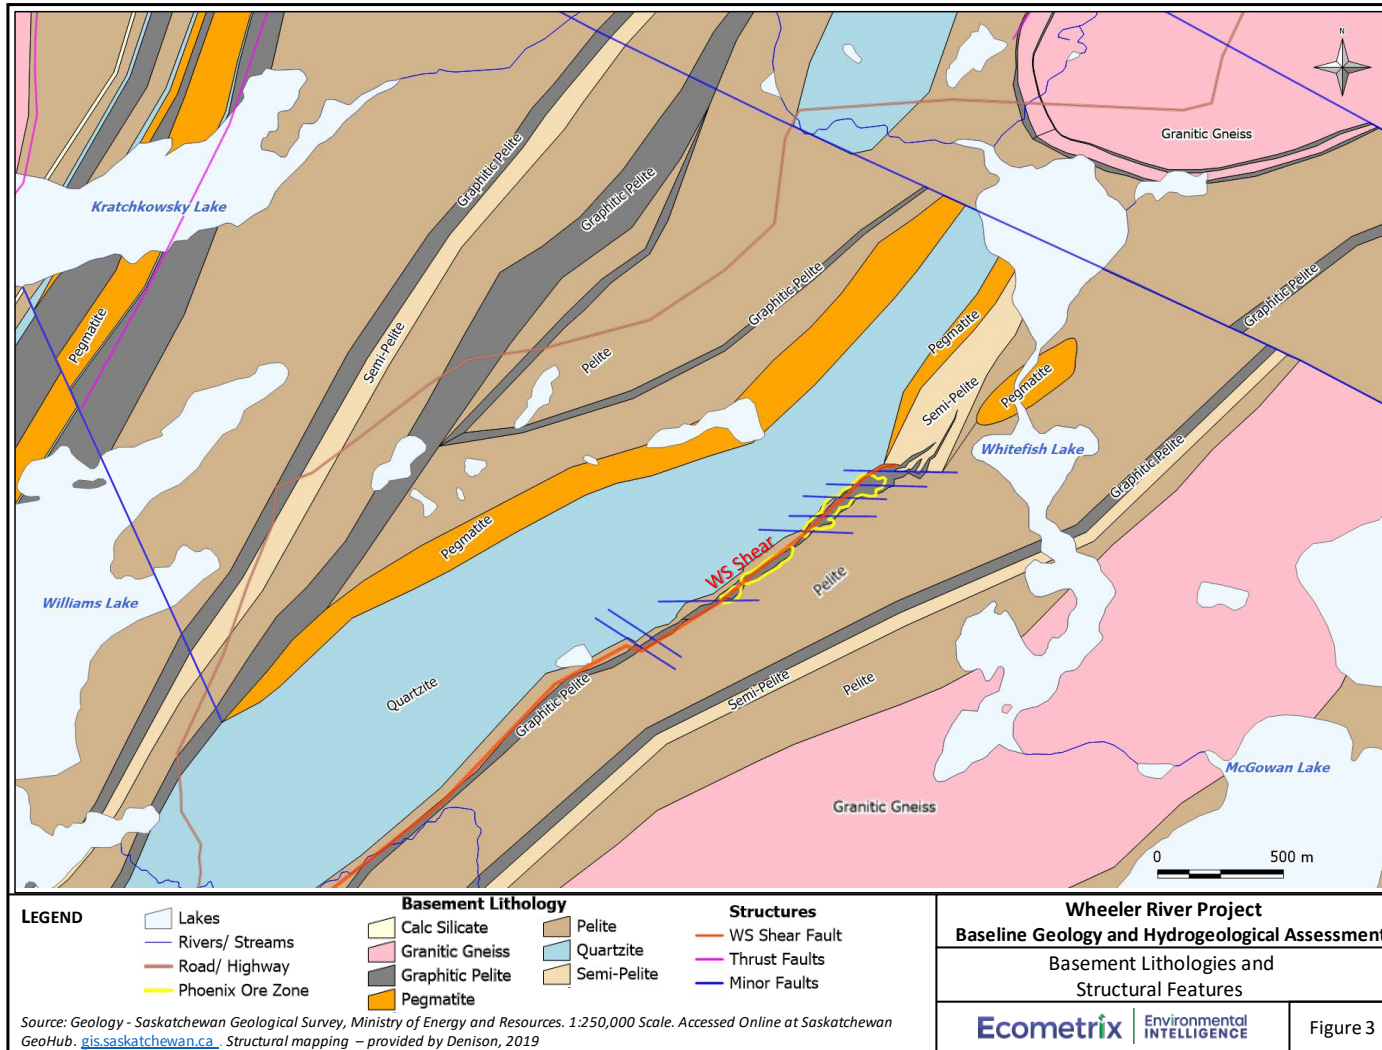 N
Granitic Gneiss
Graphitic Pelite
Graphitic Pelite
Kratchkowsky Lake
Graphitic Pelite
Graphitic Pelite
Pegmatite
Pegmatite
Semi-Pelite
Pelite
Pegmatite
Semi-Pelite
Whitefish Lake
Graphitic Pelite
Pegmatite
WS Shear
Pelite
Williams Lake
Quartzite
Graphitic Pelite
Semi-Pelite
Pelite
McGowan Lake
Granitic Gneiss
0 500 m
LEGEND
Lakes
Rivers/ Streams
Road/ Highway
Phoenix Ore Zone
Basement Lithology
Calc Silicate
Granitic Gneiss
Graphitic Pelite
Pegmatite
Pelite
Quartzite
Semi-Pelite
Structures
WS Shear Fault
Thrust Faults
Minor Faults
Source: Geology - Saskatchewan Geological Survey, Ministry of Energy and Resources. 1:250,000 Scale. Accessed Online at Saskatchewan
GeoHub. gis.saskatchewan.ca . Structural mapping – provided by Denison, 2019
Wheeler River Project
Baseline Geology and Hydrogeological Assessment
Basement Lithologies and
Structural Features
Ecometrix
Environmental
INTELLIGENCE
Figure 3